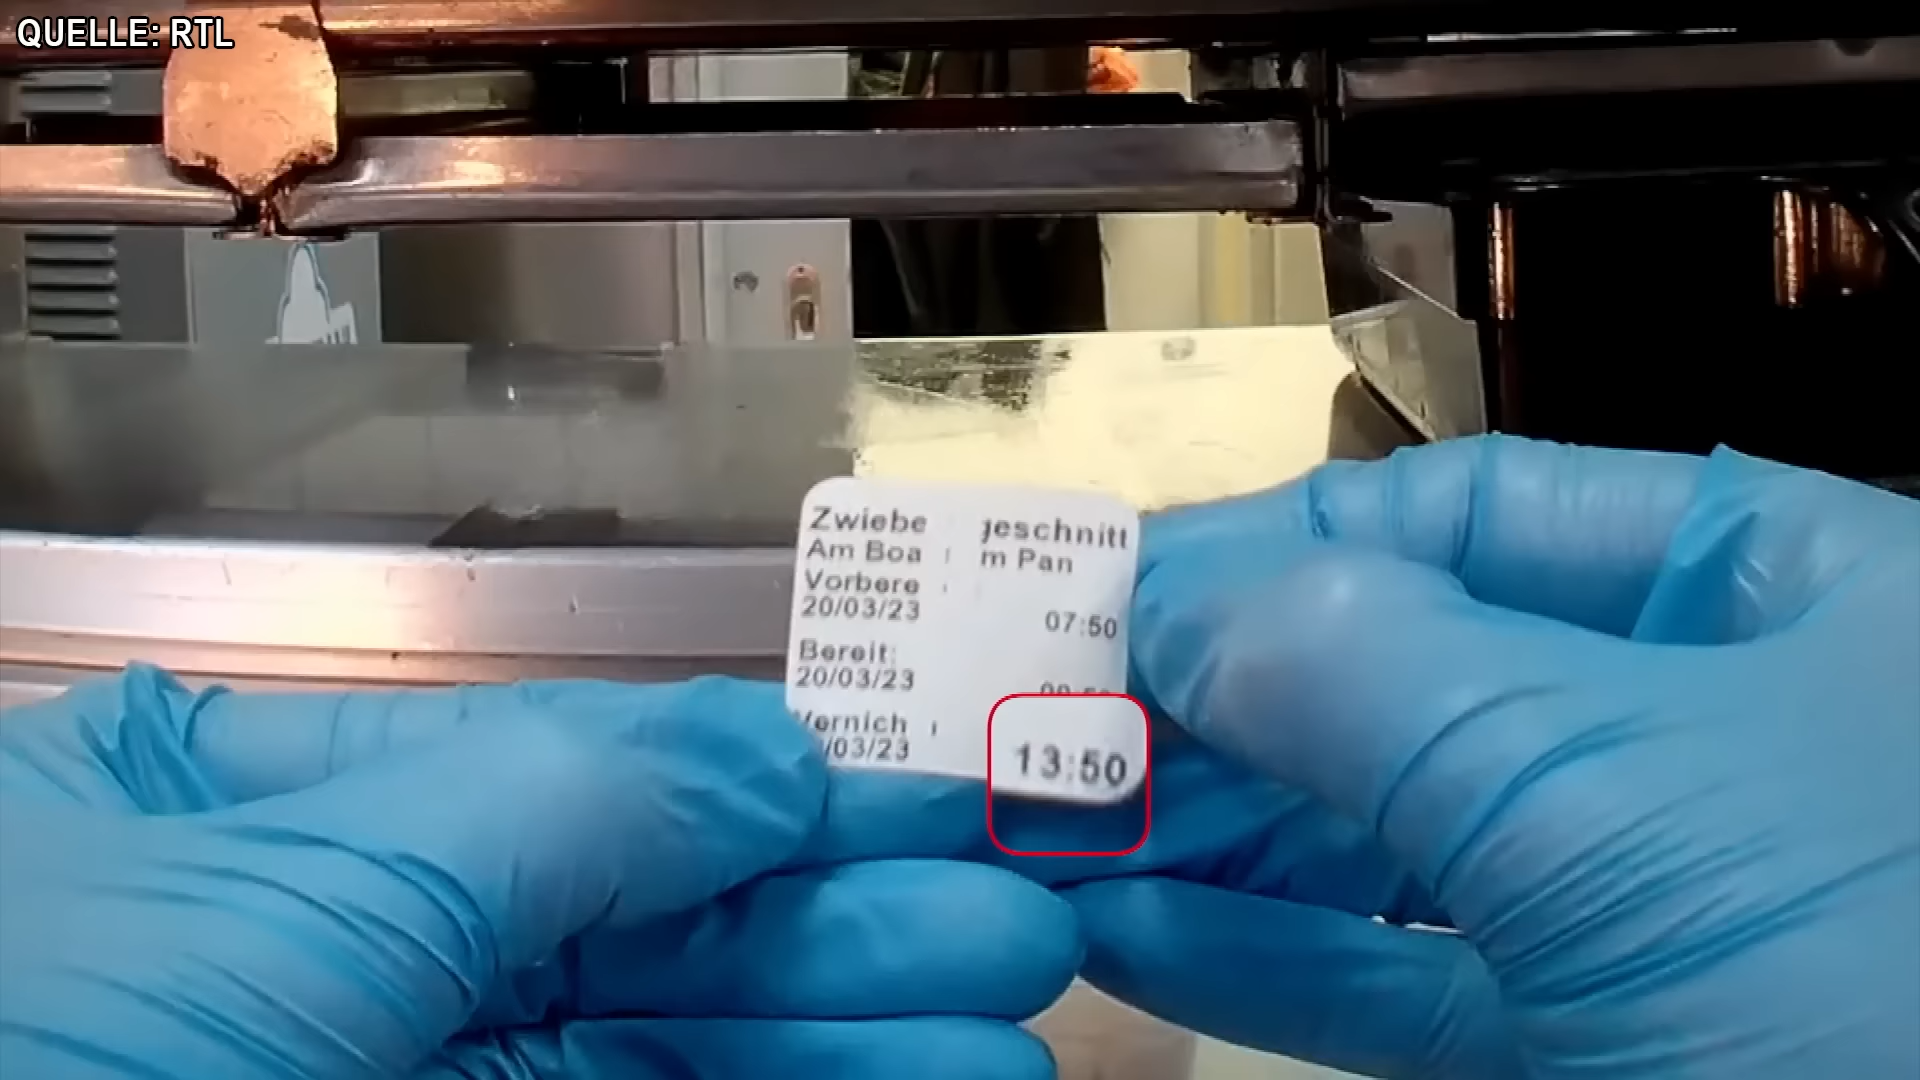 QUELLE: RTL
Zwiebe jeschnitt
Am Boa m Pan
Vorbere
20/03/23 07:50
Bereit:
20/03/23
Vernich
/03/23 13:50